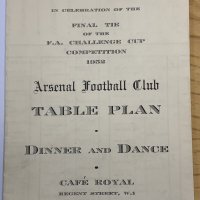 IN CELEBRATION OF THE
FINAL TIE
OF THE
F.A. CHALLENGE CUP
COMPETITION
1952
Arsenal Football Club
TABLE PLAN
DINNER AND DANCE
CAFÉ ROYAL
REGENT STREET, W.1